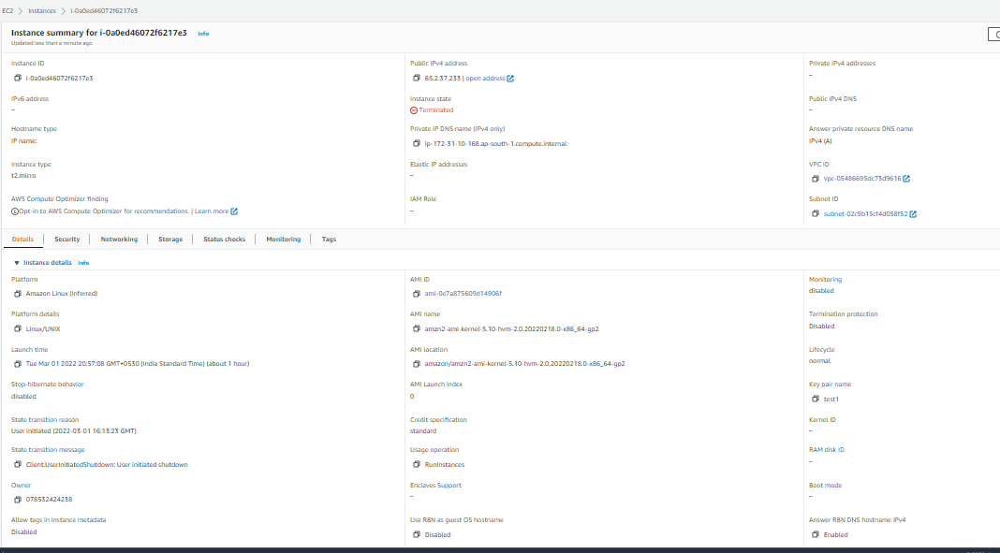 EC2 > Instances > i-0a0ed46072f6217e3
Instance summary for i-0a0ed46072f6217e3 Info
Updated less than a minute ago
Instance ID
i-0a0ed46072f6217e3
Public IPv4 address
65.2.37.233 | open address
Private IPv4 addresses
–
IPv6 address
–
Instance state
Terminated
Public IPv4 DNS
–
Hostname type
IP name:
Private IP DNS name (IPv4 only)
ip-172-31-10-168.ap-south-1.compute.internal
Answer private resource DNS name
IPv4 (A)
Instance type
t2.micro
Elastic IP addresses
–
VPC ID
vpc-05486695dc73d9616
AWS Compute Optimizer finding
Opt-in to AWS Compute Optimizer for recommendations. | Learn more
IAM Role
–
Subnet ID
subnet-02c9b15cf4d058f52
Details Security Networking Storage Status checks Monitoring Tags
Instance details Info
Platform
Amazon Linux (Inferred)
AMI ID
ami-0e7a875609d14906f
Monitoring
disabled
Platform details
Linux/UNIX
AMI name
amzn2-ami-kernel-5.10-hvm-2.0.20220218.0-x86_64-gp2
Termination protection
Disabled
Launch time
Tue Mar 01 2022 20:57:08 GMT+0530 (India Standard Time) (about 1 hour)
AMI location
amazon/amzn2-ami-kernel-5.10-hvm-2.0.20220218.0-x86_64-gp2
Lifecycle
normal
Stop-hibernate behavior
disabled
AMI Launch index
0
Key pair name
test1
State transition reason
User initiated (2022-03-01 16:13:23 GMT)
Credit specification
standard
Kernel ID
–
State transition message
Client.UserInitiatedShutdown: User initiated shutdown
Usage operation
RunInstances
RAM disk ID
–
Owner
078532424238
Enclaves Support
–
Boot mode
–
Allow tags in instance metadata
Disabled
Use RBN as guest OS hostname
Disabled
Answer RBN DNS hostname IPv4
Enabled